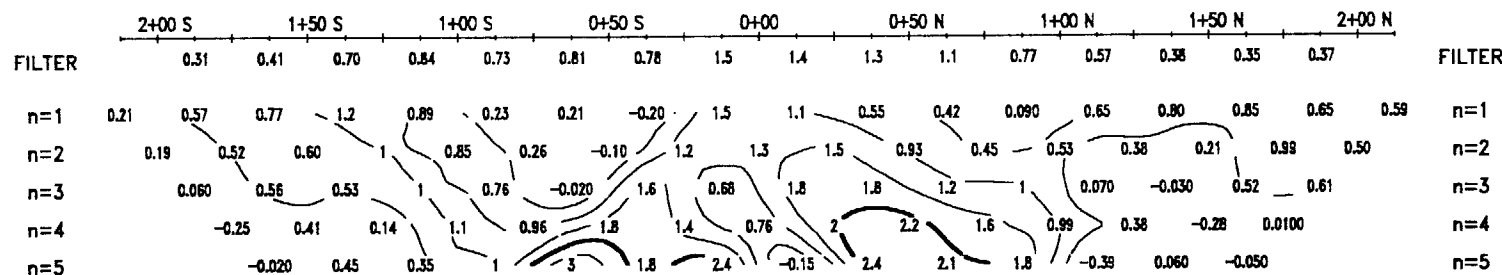 2+00 S 1+50 S 1+00 S 0+50 S 0+00 0+50 N 1+00 N 1+50 N 2+00 N
FILTER 0.31 0.41 0.70 0.84 0.73 0.81 0.78 1.5 1.4 1.3 1.1 0.77 0.57 0.38 0.35 0.37 FILTER
n=1 0.21 0.57 0.77 1.2 0.89 0.23 0.21 -0.20 1.5 1.1 0.55 0.42 0.090 0.65 0.80 0.85 0.65 0.59 n=1
n=2 0.19 0.52 0.60 1 0.85 0.26 -0.10 1.2 1.3 1.5 0.93 0.45 0.53 0.38 0.21 0.99 0.50 n=2
n=3 0.060 0.56 0.53 1 0.76 -0.020 1.6 0.68 1.8 1.8 1.2 1 0.070 -0.030 0.52 0.61 n=3
n=4 -0.25 0.41 0.14 1.1 0.96 1.8 1.4 0.76 2 2.2 1.6 0.99 0.38 -0.28 0.0100 n=4
n=5 -0.020 0.45 0.35 1 3 1.8 2.4 -0.15 2.4 2.1 1.8 -0.39 0.060 -0.050 n=5